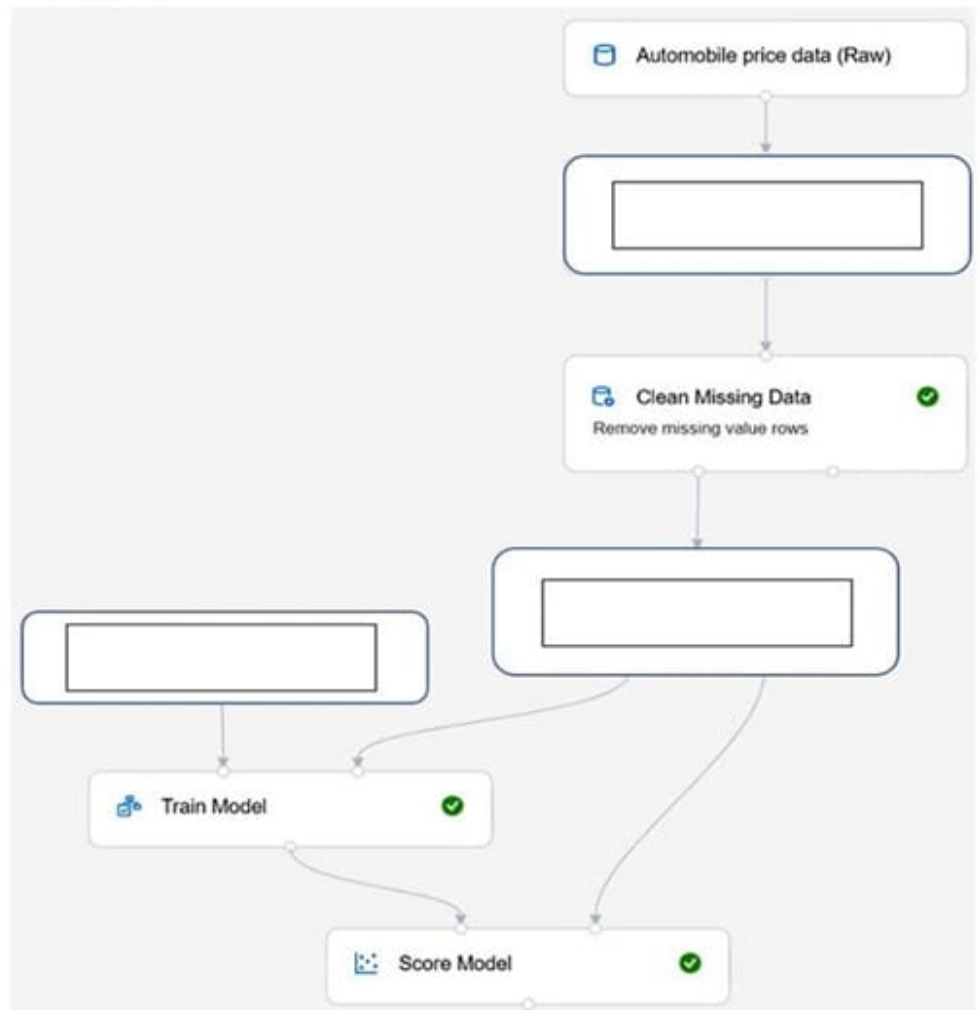 Automobile price data (Raw)
Clean Missing Data
Remove missing value rows
Train Model
Score Model